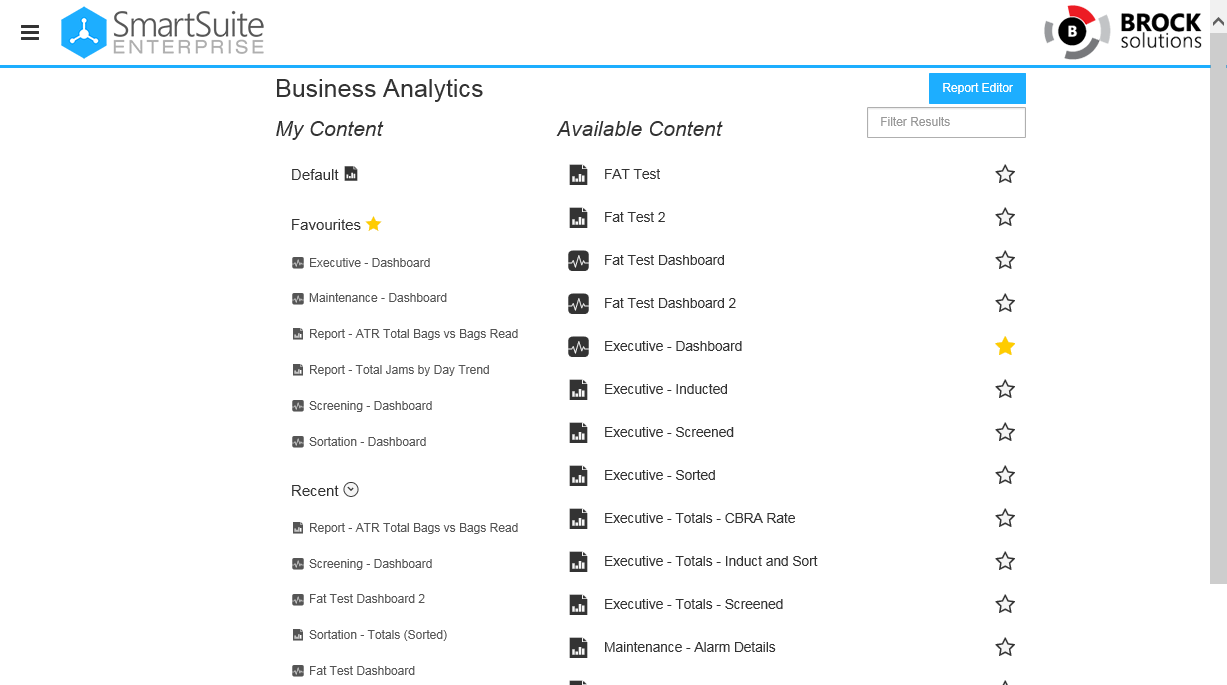 SmartSuite
ENTERPRISE
B
BROCK
solutions
Business Analytics
Report Editor
My Content
Available Content
Filter Results
Default
Favourites
Executive - Dashboard
Maintenance - Dashboard
Report - ATR Total Bags vs Bags Read
Report - Total Jams by Day Trend
Screening - Dashboard
Sortation - Dashboard
Recent
Report - ATR Total Bags vs Bags Read
Screening - Dashboard
Fat Test Dashboard 2
Sortation - Totals (Sorted)
Fat Test Dashboard
FAT Test
Fat Test 2
Fat Test Dashboard
Fat Test Dashboard 2
Executive - Dashboard
Executive - Inducted
Executive - Screened
Executive - Sorted
Executive - Totals - CBRA Rate
Executive - Totals - Induct and Sort
Executive - Totals - Screened
Maintenance - Alarm Details